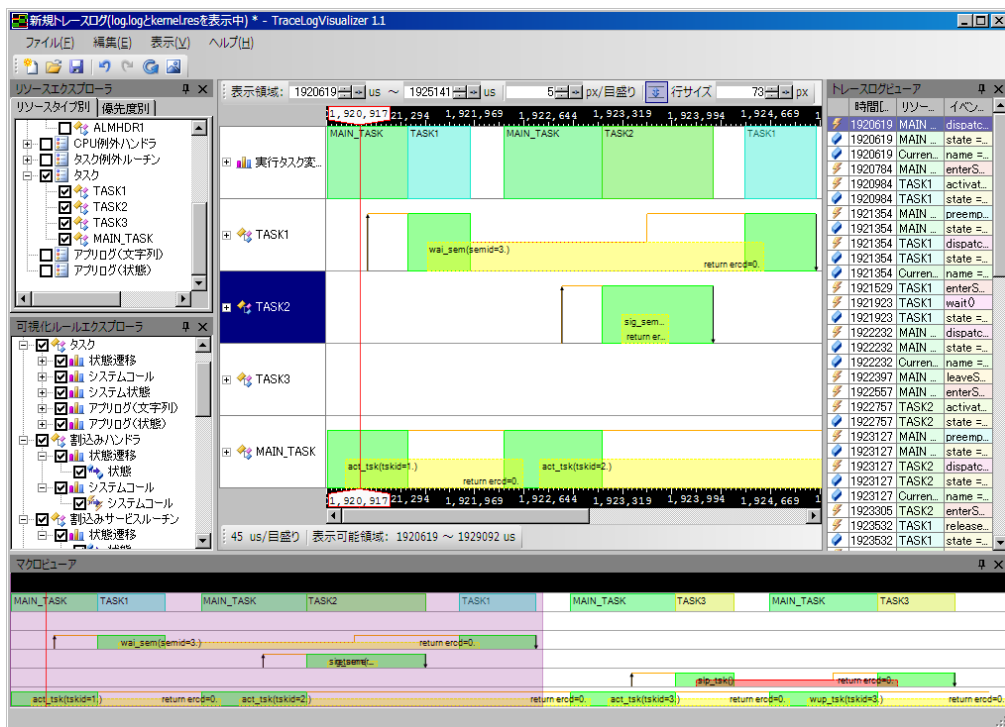 新規トレースログ(log.logとkernel.resを表示中) * - TraceLogVisualizer 1.1
ファイル(F) 編集(E) 表示(V) ヘルプ(H)
リソースエクスプローラ
リソースタイプ別 優先度別
ALMHDR1
CPU例外ハンドラ
タスク例外ルーチン
タスク
TASK1
TASK2
TASK3
MAIN_TASK
アプリログ(文字列)
アプリログ(状態)
可視化ルールエクスプローラ
タスク
状態遷移
システムコール
システム状態
アプリログ(文字列)
アプリログ(状態)
割込みハンドラ
状態遷移
状態
システムコール
システムコール
割込みサービスルーチン
状態遷移
表示領域: 1920619 us ~ 1925141 us 5 px/目盛り 行サイズ 73 px
1,920,917 21,294 1,921,969 1,922,644 1,923,319 1,923,994 1,924,669 1
実行タスク変...
MAIN_TASK TASK1 MAIN_TASK TASK2 TASK1
TASK1
wai_sem(semid=3.)
return ercd=0.
TASK2
sig_sem...
return er...
TASK3
MAIN_TASK
act_tsk(tskid=1.) act_tsk(tskid=2.)
return ercd=0.
1,920,917 21,294 1,921,969 1,922,644 1,923,319 1,923,994 1,924,669 1
45 us/目盛り 表示可能領域: 1920619 ~ 1929092 us
トレースログビューア
時間[.. リソー... イベン...
1920619 MAIN ... dispatc...
1920619 MAIN ... state =...
1920619 Curren... name =...
1920784 MAIN ... enterS...
1920984 TASK1 activat...
1920984 TASK1 state =...
1921354 MAIN ... preemp...
1921354 MAIN ... state =...
1921354 TASK1 dispatc...
1921354 TASK1 state =...
1921354 Curren... name =...
1921529 TASK1 enterS...
1921923 TASK1 wait()
1921923 TASK1 state =...
1922232 MAIN ... dispatc...
1922232 MAIN ... state =...
1922232 Curren... name =...
1922397 MAIN ... leaveS...
1922557 MAIN ... enterS...
1922757 TASK2 activat...
1922757 TASK2 state =...
1923127 MAIN ... preemp...
1923127 MAIN ... state =...
1923127 TASK2 dispatc...
1923127 TASK2 state =...
1923127 Curren... name =...
1923305 TASK2 enterS...
1923532 TASK1 release...
1923532 TASK1 state =...
マクロビューア
MAIN_TASK TASK1 MAIN_TASK TASK2 TASK1 MAIN_TASK TASK3 MAIN_TASK TASK3
wai_sem(semid=3.) return ercd=0.
slp_tsk() return ercd=0.
act_tsk(tskid=1.) return ercd=0. act_tsk(tskid=2.) return ercd=0. act_tsk(tskid=3.) return ercd=0. wup_tsk(tskid=3.) return ercd=0.